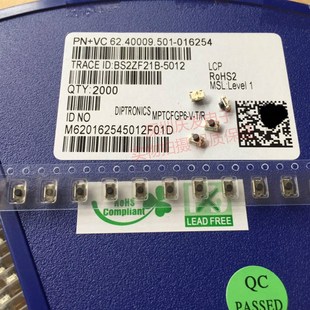 PN+VC 62.40009.501-016254
TRACE ID:BS2ZF21B-5012
LCP
RoHS2
MSL:Level 1
QTY:2000
DIPTRONICS
ID NO
MPTCFGP6-V-T/R
M620162545012F01D
RoHS
Compliant
LEAD FREE
QC
PASSED